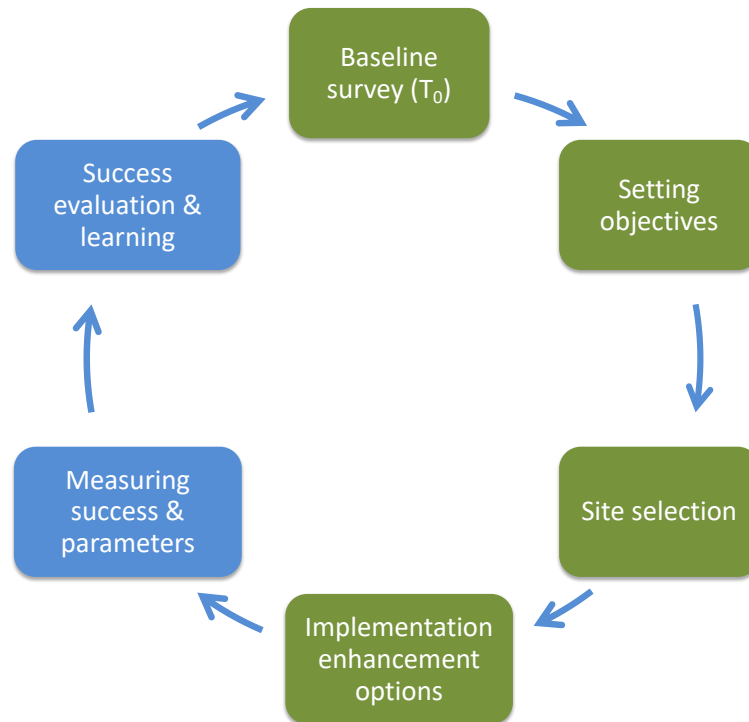 Baseline
survey (T₀)
Setting
objectives
Site selection
Implementation
enhancement
options
Measuring
success &
parameters
Success
evaluation &
learning